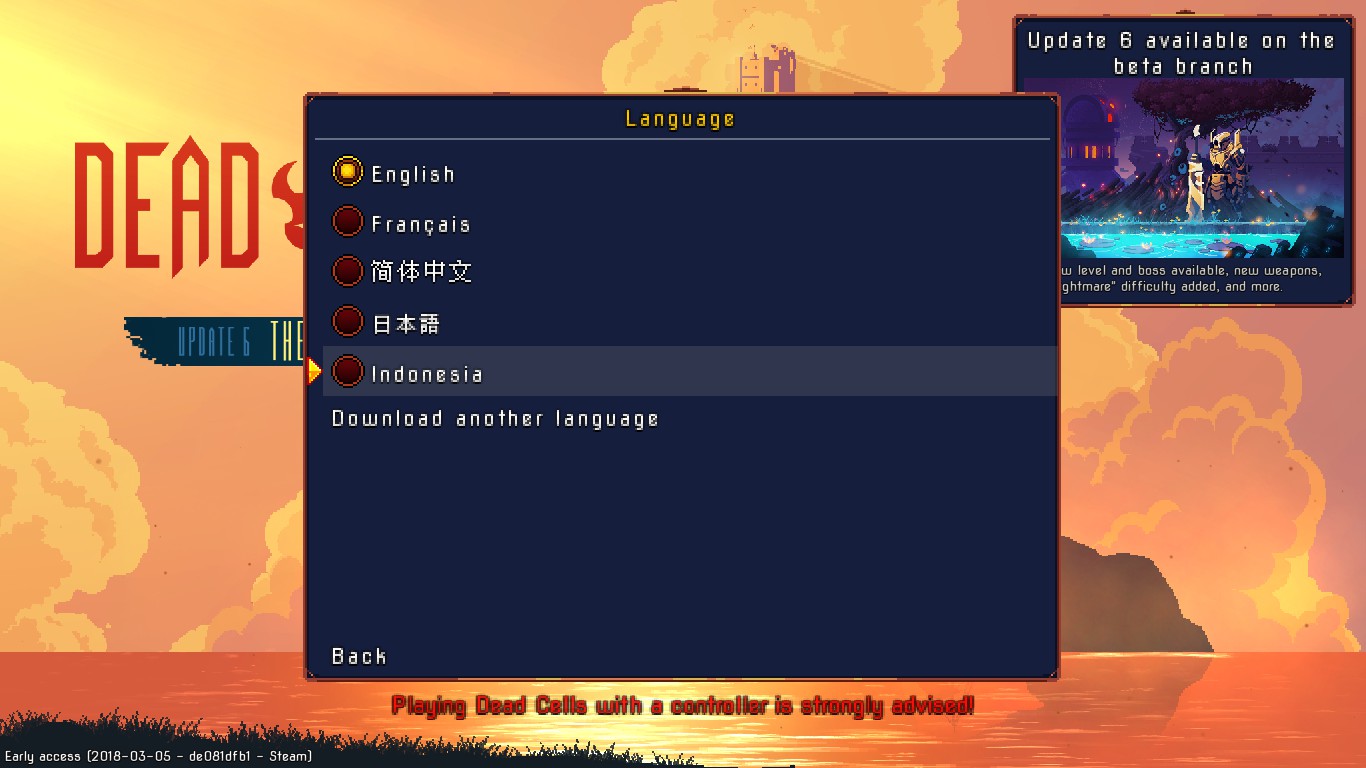 Update 6 available on the
beta branch
Language
English
DEAD
Français
简体中文
w level and boss available, new weapons,
ghtmare" difficulty added, and more.
日本語
UPDATE 6 THE
Indonesia
Download another language
Back
Playing Dead Cells with a controller is strongly advised!
Early access (2018-03-05 - de081dfb1 - Steam)